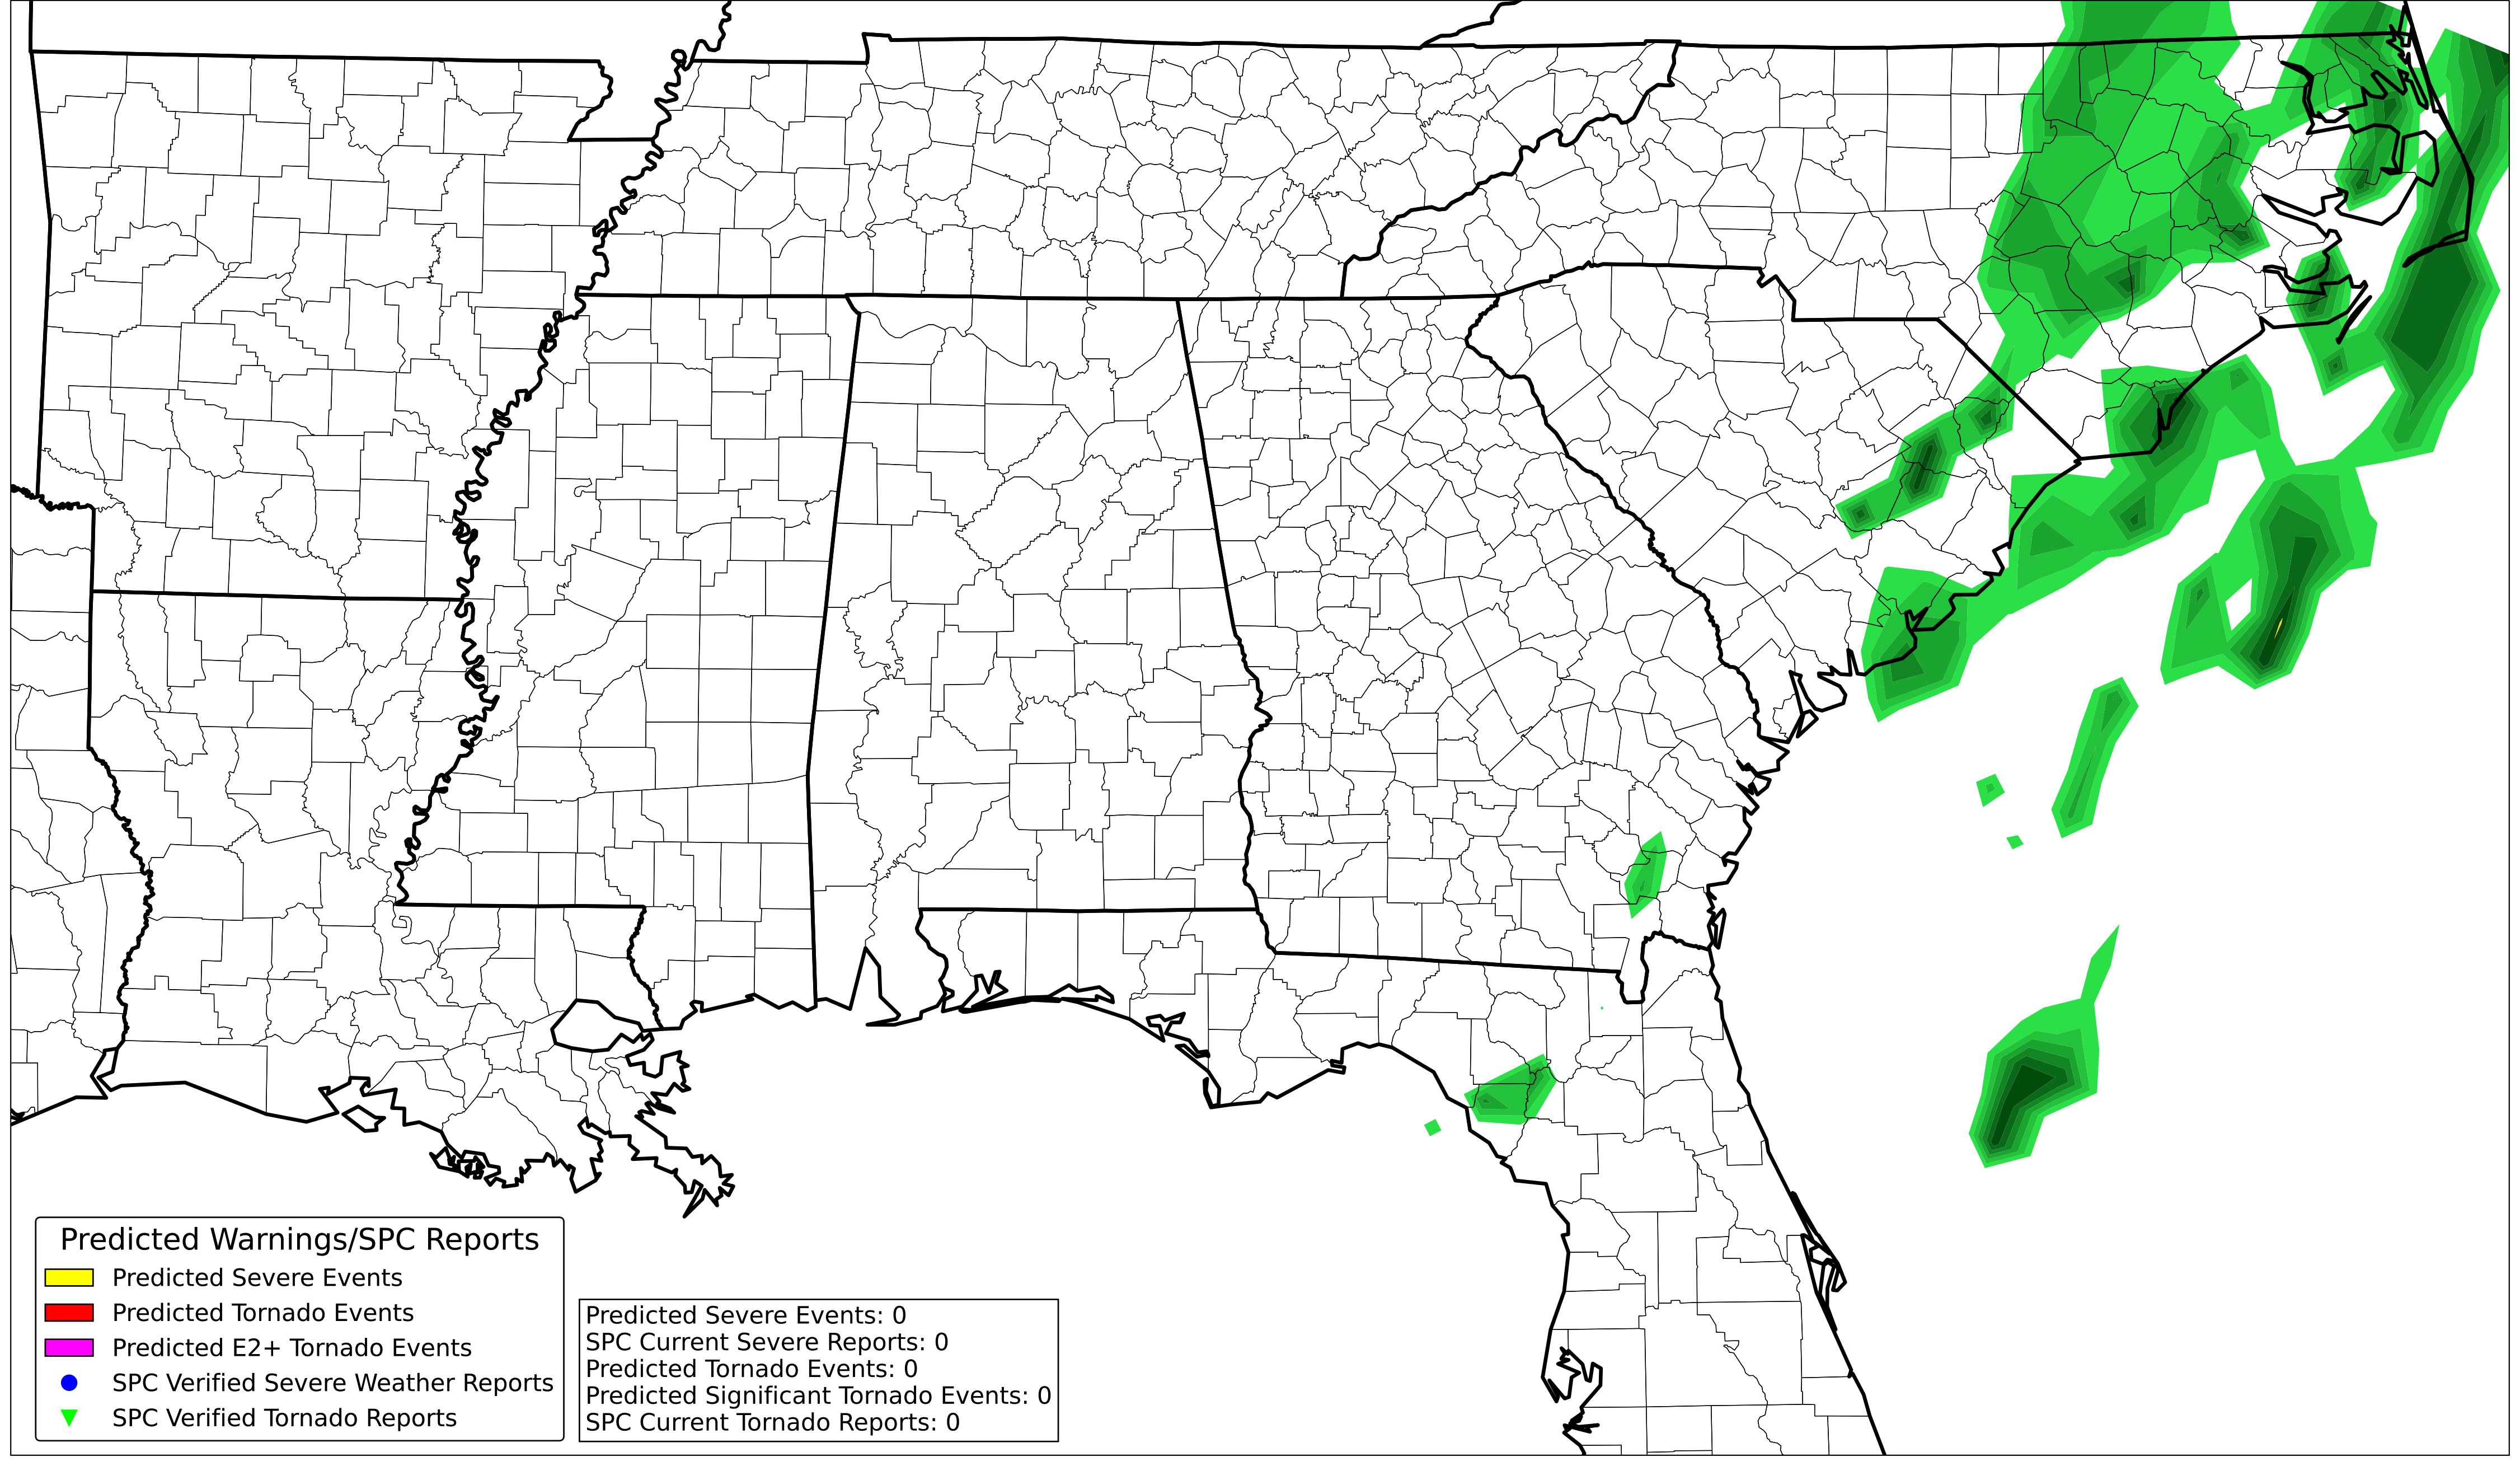 Predicted Warnings/SPC Reports
Predicted Severe Events
Predicted Tornado Events
Predicted E2+ Tornado Events
SPC Verified Severe Weather Reports
SPC Verified Tornado Reports
Predicted Severe Events: 0
SPC Current Severe Reports: 0
Predicted Tornado Events: 0
Predicted Significant Tornado Events: 0
SPC Current Tornado Reports: 0